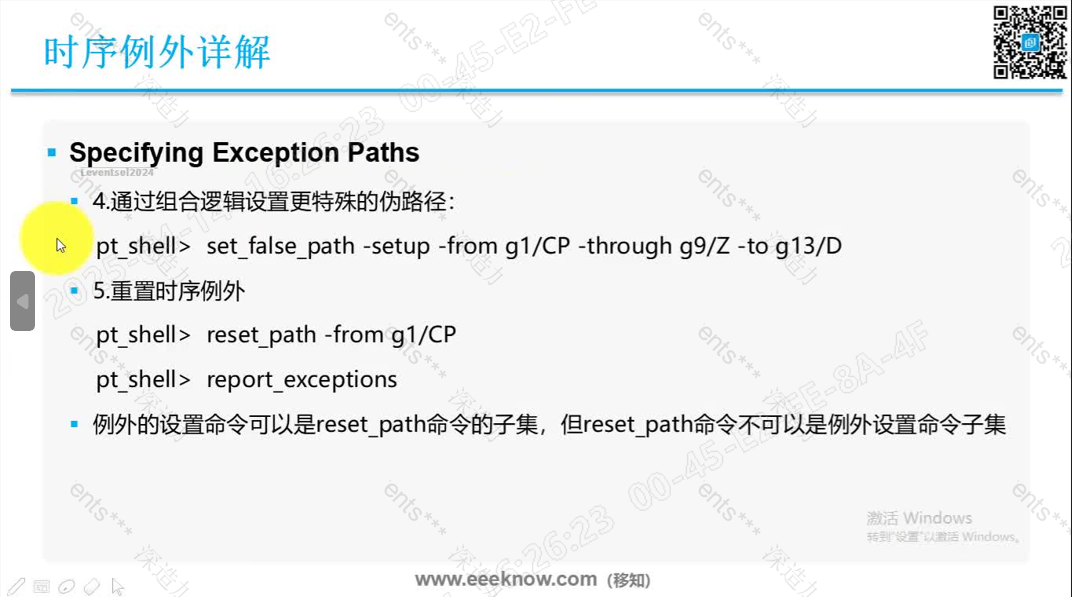 时序例外详解
Specifying Exception Paths
Leventsol2024
4.通过组合逻辑设置更特殊的伪路径：
pt_shell> set_false_path -setup -from g1/CP -through g9/Z -to g13/D
5.重置时序例外
pt_shell> reset_path -from g1/CP
pt_shell> report_exceptions
例外的设置命令可以是reset_path命令的子集，但reset_path命令不可以是例外设置命令子集
激活 Windows
转到"设置"以激活 Windows。
www.eeeknow.com（移知）